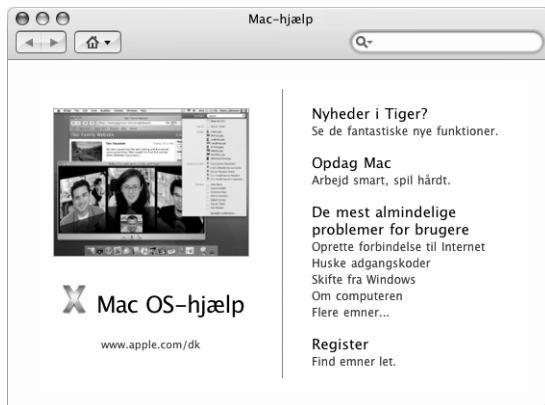 Mac-hjælp
Nyheder i Tiger?
Se de fantastiske nye funktioner.
Opdag Mac
Arbejd smart, spil hårdt.
De mest almindelige
problemer for brugere
Oprette forbindelse til Internet
Huske adgangskoder
Skifte fra Windows
Om computeren
Flere emner...
Register
Find emner let.
X Mac OS-hjælp
www.apple.com/dk